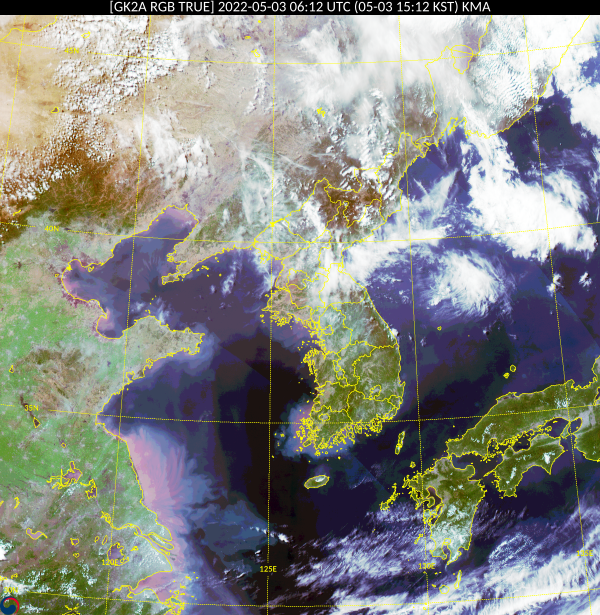 [GK2A RGB TRUE] 2022-05-03 06:12 UTC (05-03 15:12 KST) KMA
40N
35N
120E
125E
130E